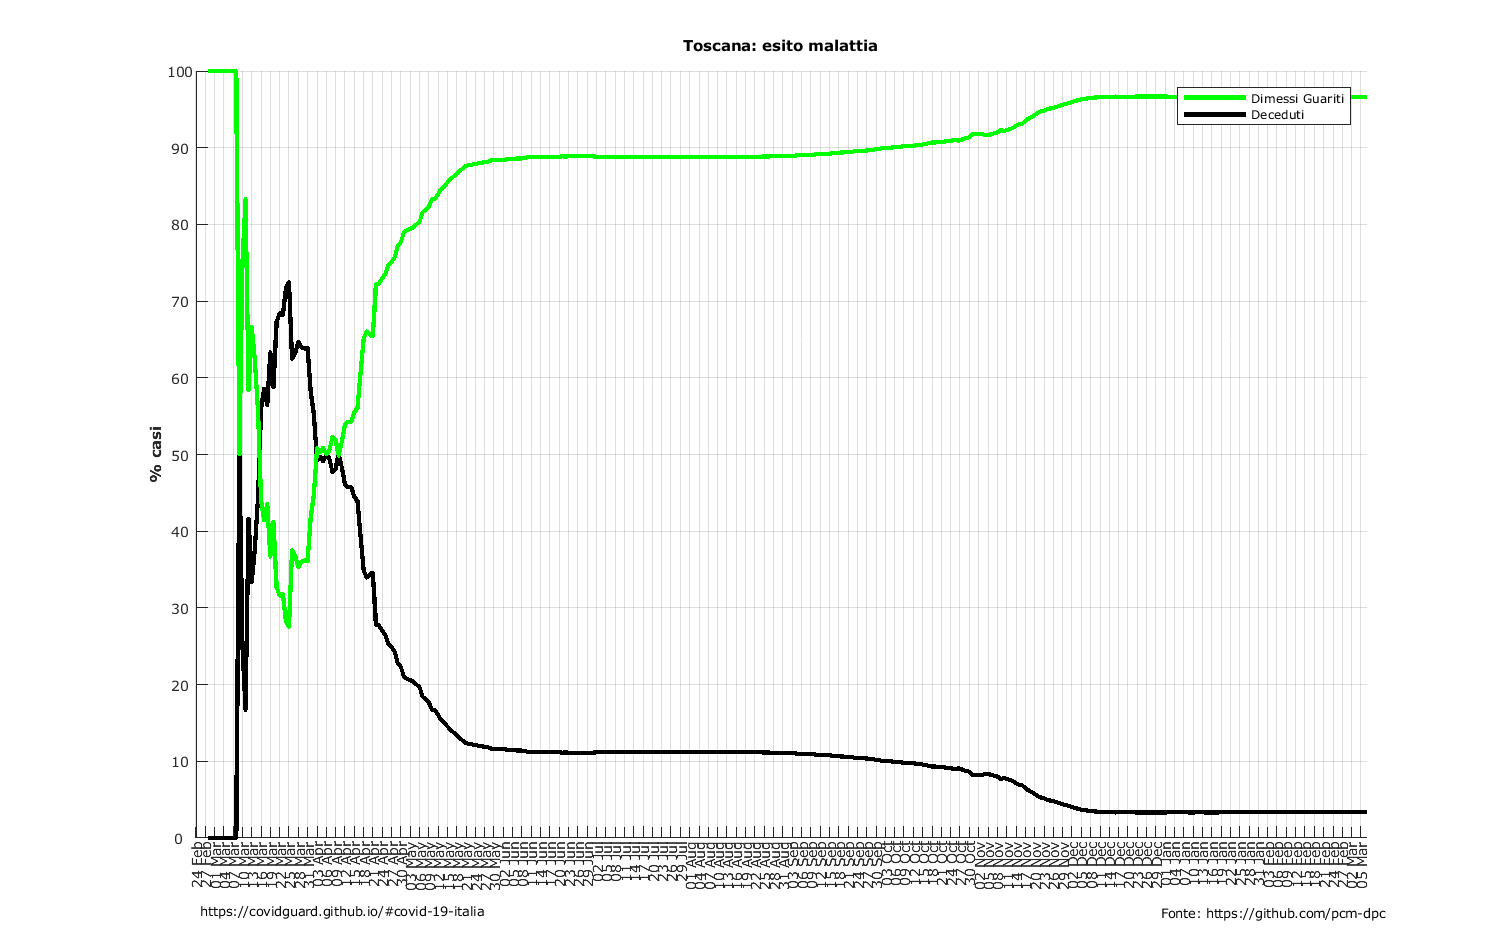 Toscana: esito malattia
100
90
80
70
60
50
40
30
20
10
0
% casi
Dimessi Guariti
Deceduti
24 Feb
27 Feb
01 Mar
04 Mar
07 Mar
10 Mar
13 Mar
16 Mar
19 Mar
22 Mar
25 Mar
28 Mar
31 Mar
03 Apr
06 Apr
09 Apr
12 Apr
15 Apr
18 Apr
21 Apr
24 Apr
27 Apr
30 Apr
03 May
06 May
09 May
12 May
15 May
18 May
21 May
24 May
27 May
30 May
02 Jun
05 Jun
08 Jun
11 Jun
14 Jun
17 Jun
20 Jun
23 Jun
26 Jun
29 Jun
02 Jul
05 Jul
08 Jul
11 Jul
14 Jul
17 Jul
20 Jul
23 Jul
26 Jul
29 Jul
01 Aug
04 Aug
07 Aug
10 Aug
13 Aug
16 Aug
19 Aug
22 Aug
25 Aug
28 Aug
31 Aug
03 Sep
06 Sep
09 Sep
12 Sep
15 Sep
18 Sep
21 Sep
24 Sep
27 Sep
30 Sep
03 Oct
06 Oct
09 Oct
12 Oct
15 Oct
18 Oct
21 Oct
24 Oct
27 Oct
30 Oct
02 Nov
05 Nov
08 Nov
11 Nov
14 Nov
17 Nov
20 Nov
23 Nov
26 Nov
29 Nov
02 Dec
05 Dec
08 Dec
11 Dec
14 Dec
17 Dec
20 Dec
23 Dec
26 Dec
29 Dec
01 Jan
04 Jan
07 Jan
10 Jan
13 Jan
16 Jan
19 Jan
22 Jan
25 Jan
28 Jan
31 Jan
03 Feb
06 Feb
09 Feb
12 Feb
15 Feb
18 Feb
21 Feb
24 Feb
27 Feb
02 Mar
05 Mar
https://covidguard.github.io/#covid-19-italia
Fonte: https://github.com/pcm-dpc